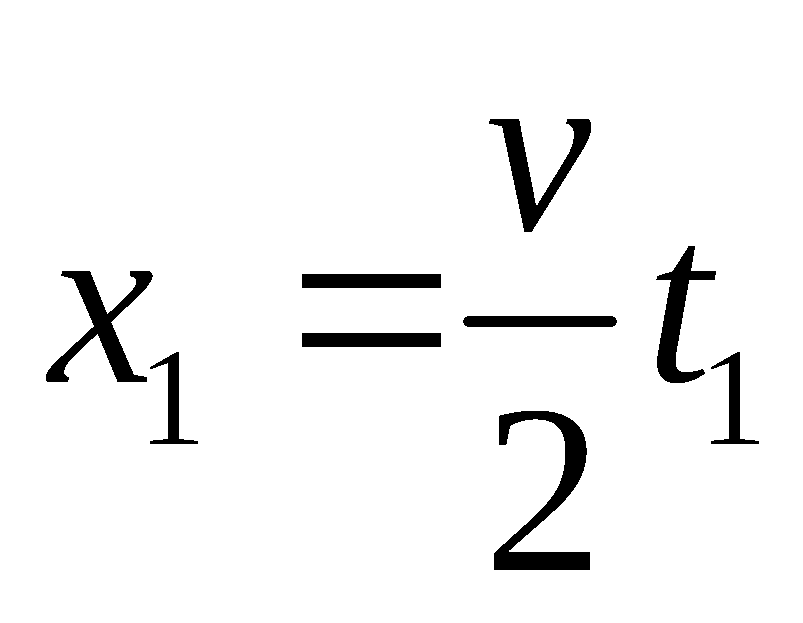 x₁ = v/2 t₁